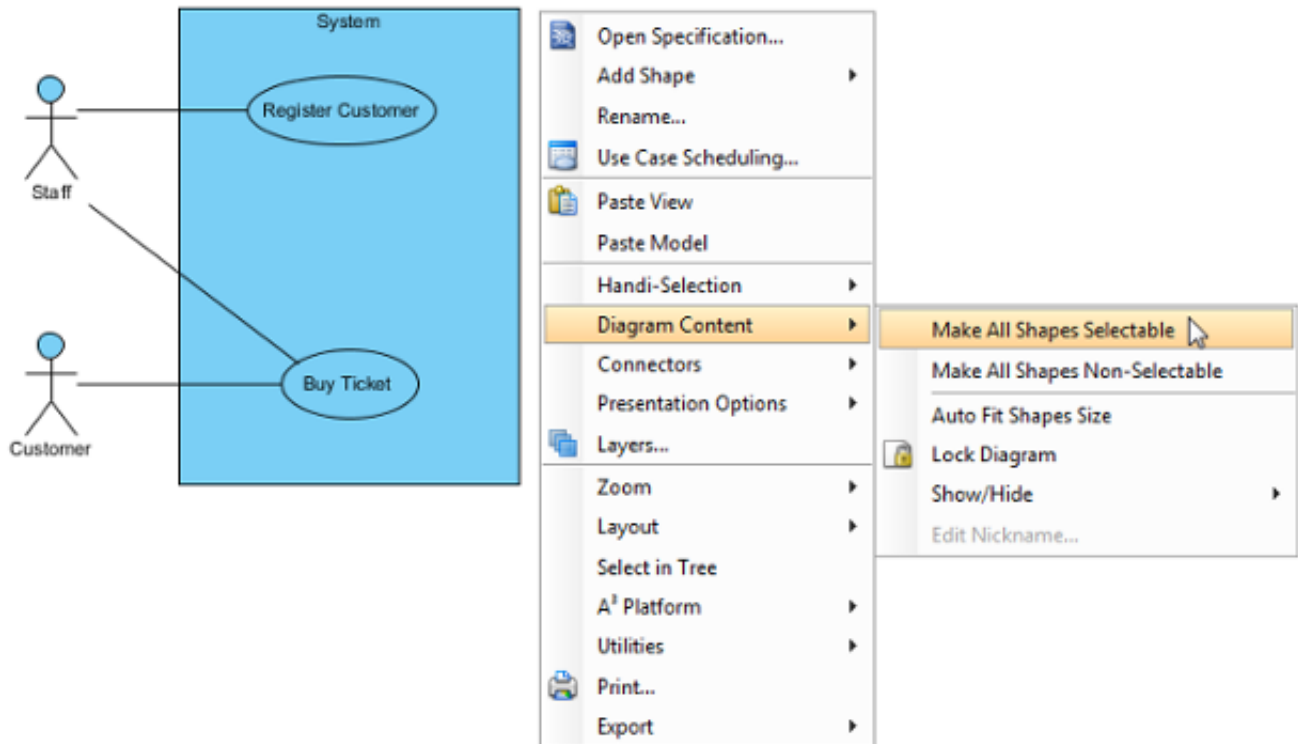 System
Register Customer
Staff
Buy Ticket
Customer
Open Specification...
Add Shape
Rename...
Use Case Scheduling...
Paste View
Paste Model
Handi-Selection
Diagram Content
Connectors
Presentation Options
Layers...
Zoom
Layout
Select in Tree
A³ Platform
Utilities
Print...
Export
Make All Shapes Selectable
Make All Shapes Non-Selectable
Auto Fit Shapes Size
Lock Diagram
Show/Hide
Edit Nickname...